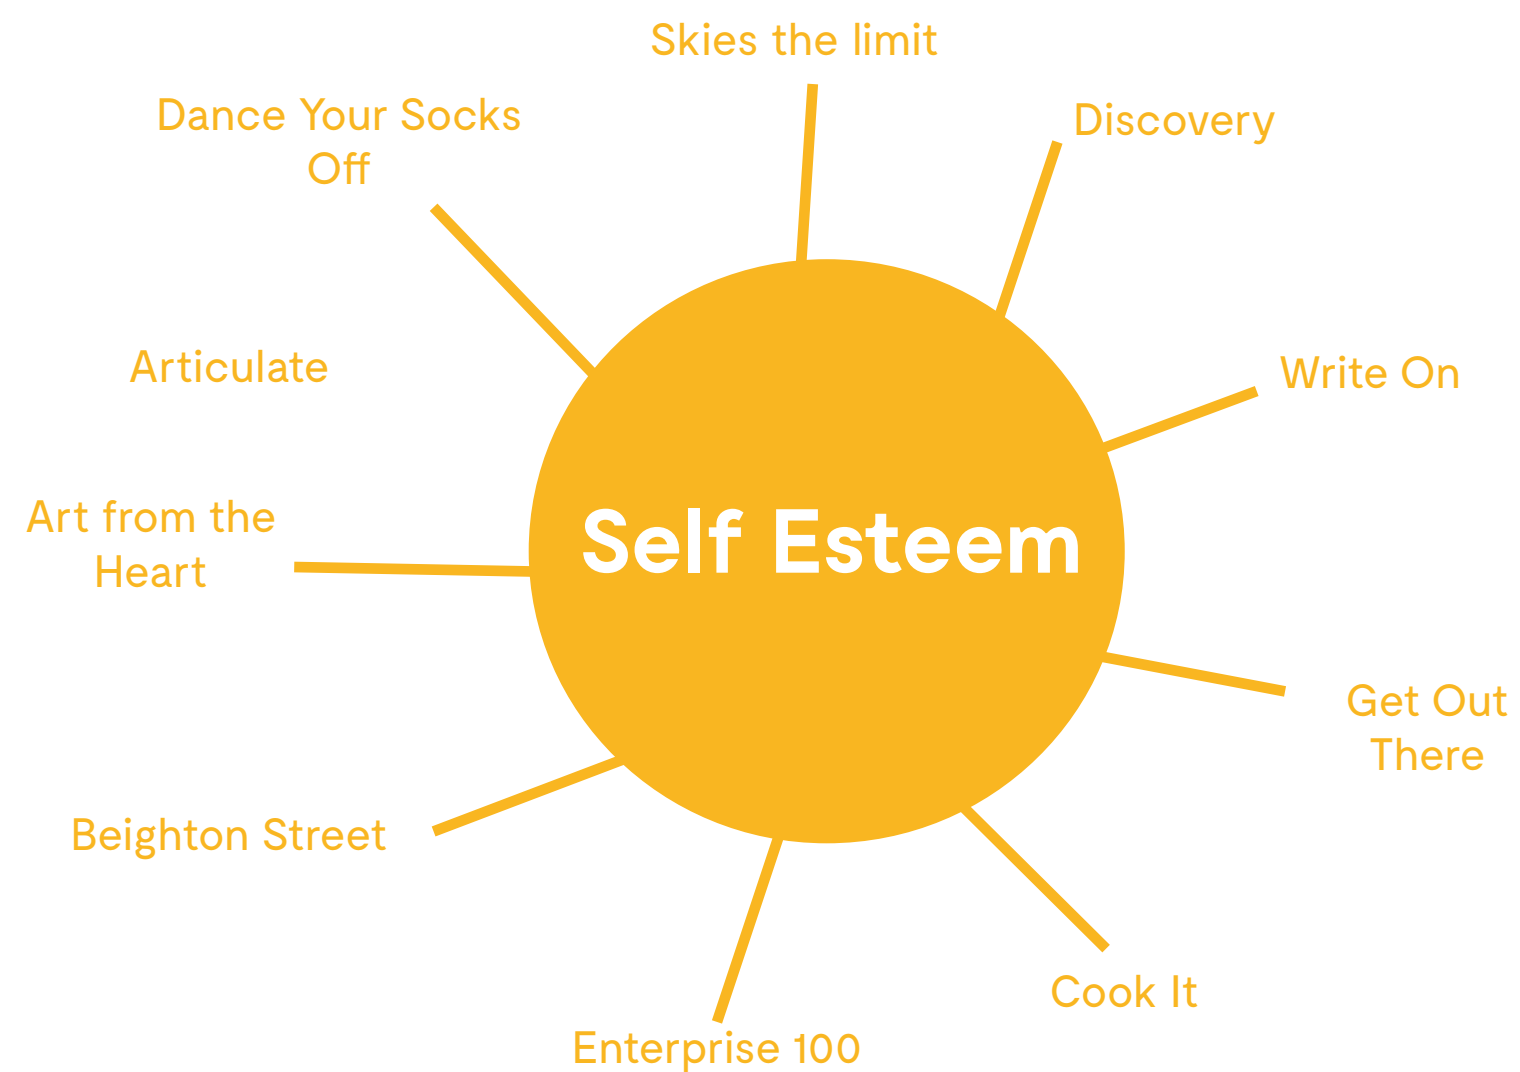 Skies the limit
Dance Your Socks
Off
Discovery
Articulate
Write On
Art from the
Heart
Self Esteem
Get Out
There
Beighton Street
Cook It
Enterprise 100